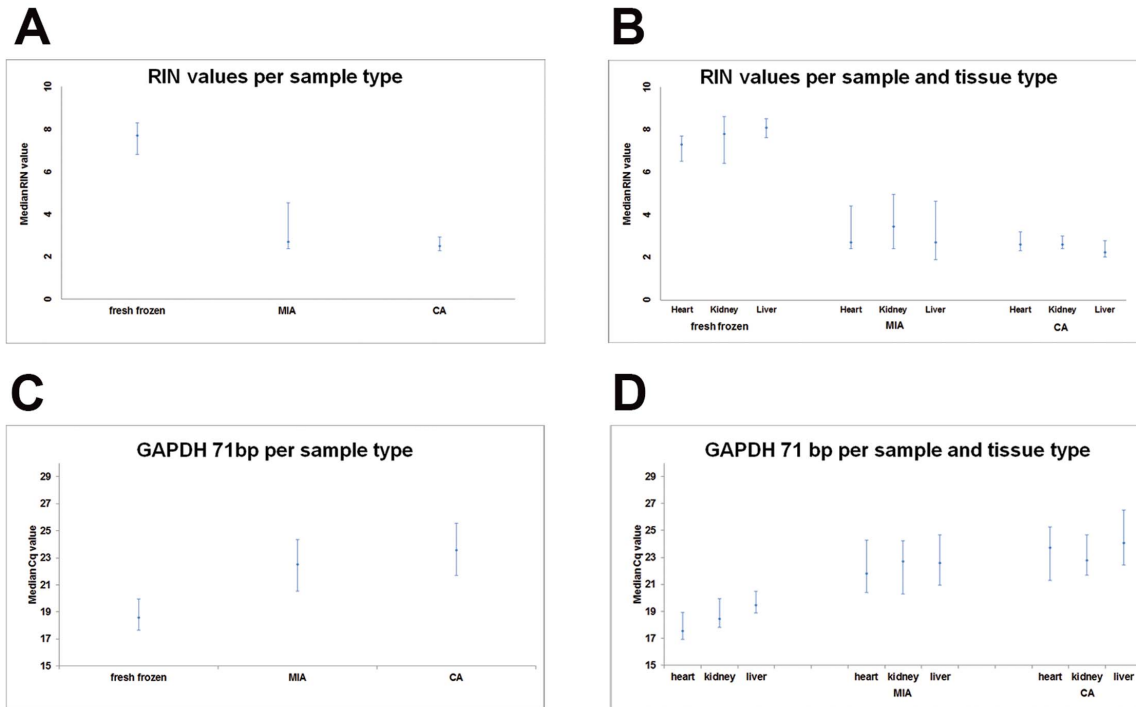 A
RIN values per sample type
10
8
6
4
2
0
MedianRIN value
fresh frozen MIA CA
B
RIN values per sample and tissue type
10
8
6
4
2
0
MedianRIN value
Heart Kidney Liver Heart Kidney Liver Heart Kidney Liver
fresh frozen MIA CA
C
GAPDH 71bp per sample type
29
27
25
23
21
19
17
15
MedianCq value
fresh frozen MIA CA
D
GAPDH 71 bp per sample and tissue type
29
27
25
23
21
19
17
15
MedianCq value
heart kidney liver heart kidney liver heart kidney liver
MIA CA